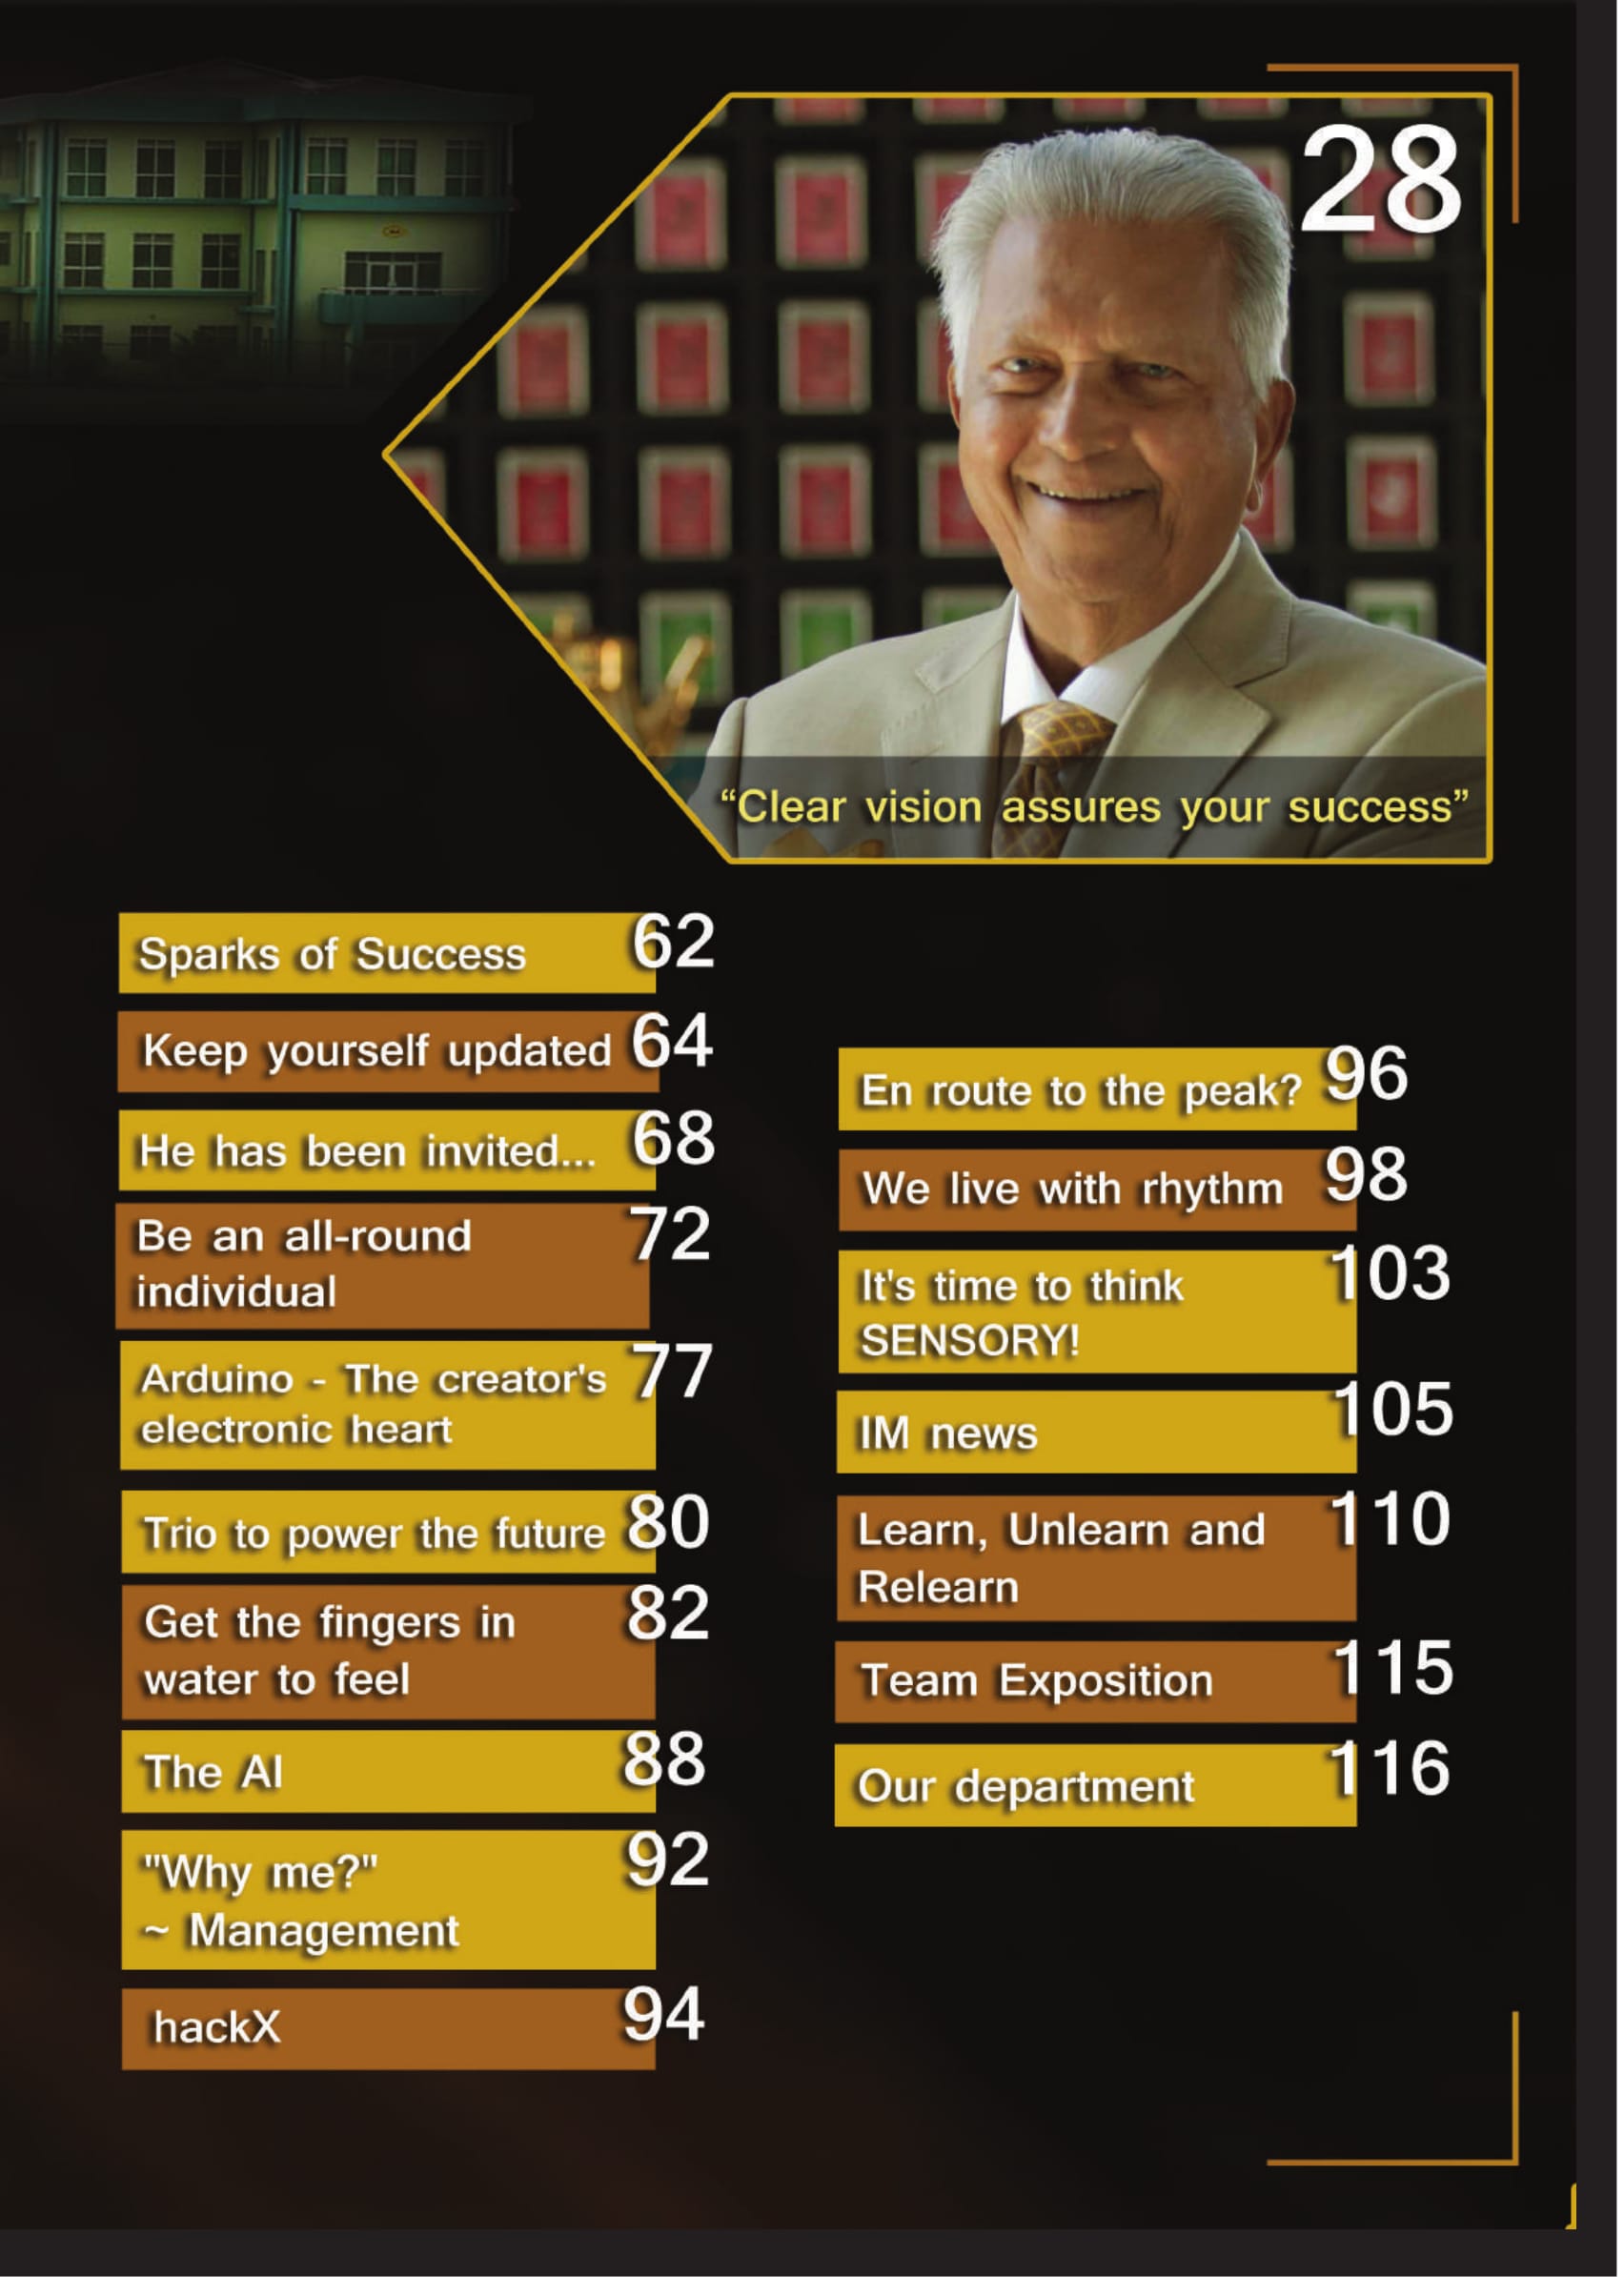 28
“Clear vision assures your success”
Sparks of Success 62
Keep yourself updated 64
He has been invited... 68
Be an all-round 72
individual
Arduino - The creator's 77
electronic heart
Trio to power the future 80
Get the fingers in 82
water to feel
The AI 88
"Why me?" 92
~ Management
hackX 94
En route to the peak? 96
We live with rhythm 98
It's time to think 103
SENSORY!
IM news 105
Learn, Unlearn and 110
Relearn
Team Exposition 115
Our department 116